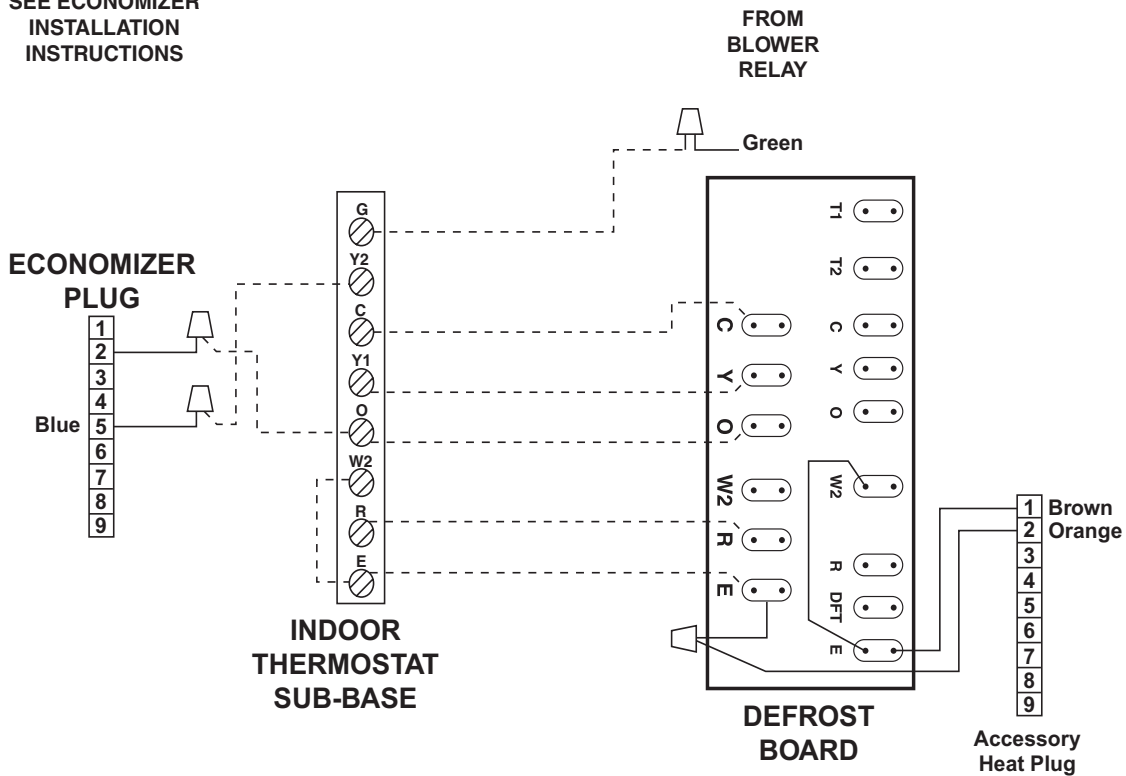 SEE ECONOMIZER
INSTALLATION
INSTRUCTIONS
FROM
BLOWER
RELAY
Green
ECONOMIZER
PLUG
1
2
3
4
Blue 5
6
7
8
9
G
Y2
C
Y1
O
W2
R
E
INDOOR
THERMOSTAT
SUB-BASE
C
Y
O
W2
R
E
T1
T2
C
Y
O
W2
R
DFT
E
DEFROST
BOARD
1 Brown
2 Orange
3
4
5
6
7
8
9
Accessory
Heat Plug